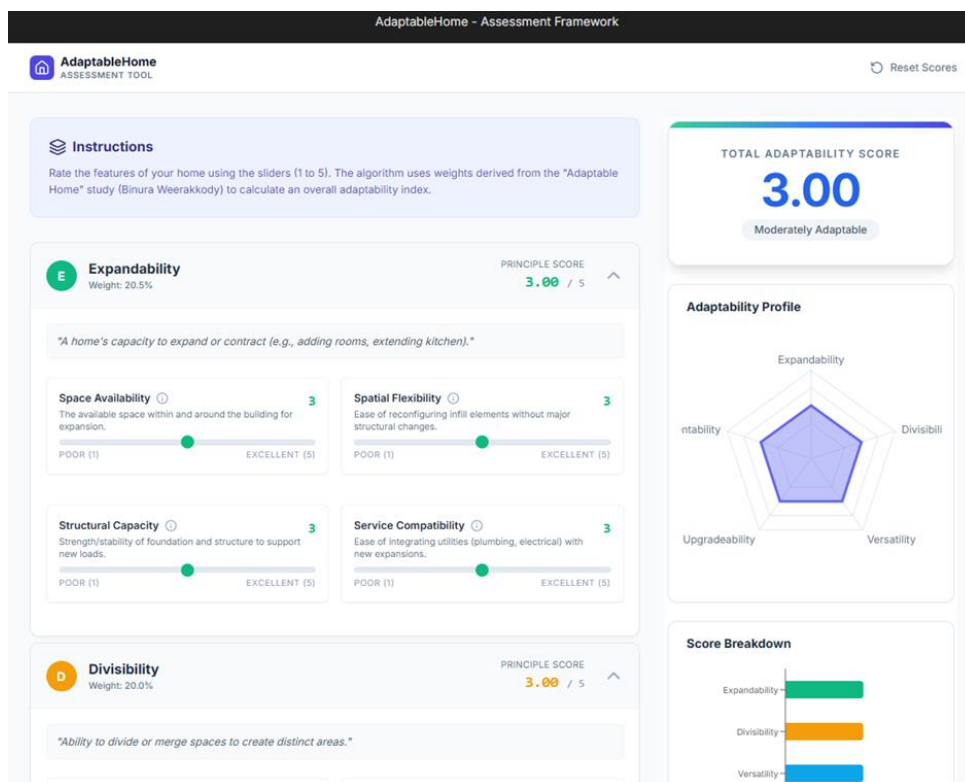 AdaptableHome - Assessment Framework
AdaptableHome
ASSESSMENT TOOL
Reset Scores
Instructions
Rate the features of your home using the sliders (1 to 5). The algorithm uses weights derived from the "Adaptable
Home" study (Binura Weerakkody) to calculate an overall adaptability index.
E
Expandability
Weight: 20.5%
PRINCIPLE SCORE
3.00 / 5
"A home's capacity to expand or contract (e.g., adding rooms, extending kitchen)."
Space Availability
3
The available space within and around the building for
expansion.
POOR (1)
EXCELLENT (5)
Spatial Flexibility
3
Ease of reconfiguring infill elements without major
structural changes.
POOR (1)
EXCELLENT (5)
Structural Capacity
3
Strength/stability of foundation and structure to support
new loads.
POOR (1)
EXCELLENT (5)
Service Compatibility
3
Ease of integrating utilities (plumbing, electrical) with
new expansions.
POOR (1)
EXCELLENT (5)
D
Divisibility
Weight: 20.0%
PRINCIPLE SCORE
3.00 / 5
"Ability to divide or merge spaces to create distinct areas."
TOTAL ADAPTABILITY SCORE
3.00
Moderately Adaptable
Adaptability Profile
Expandability
ntability
Divisibili
Upgradeability
Versatility
Score Breakdown
Expandability
Divisibility
Versatility